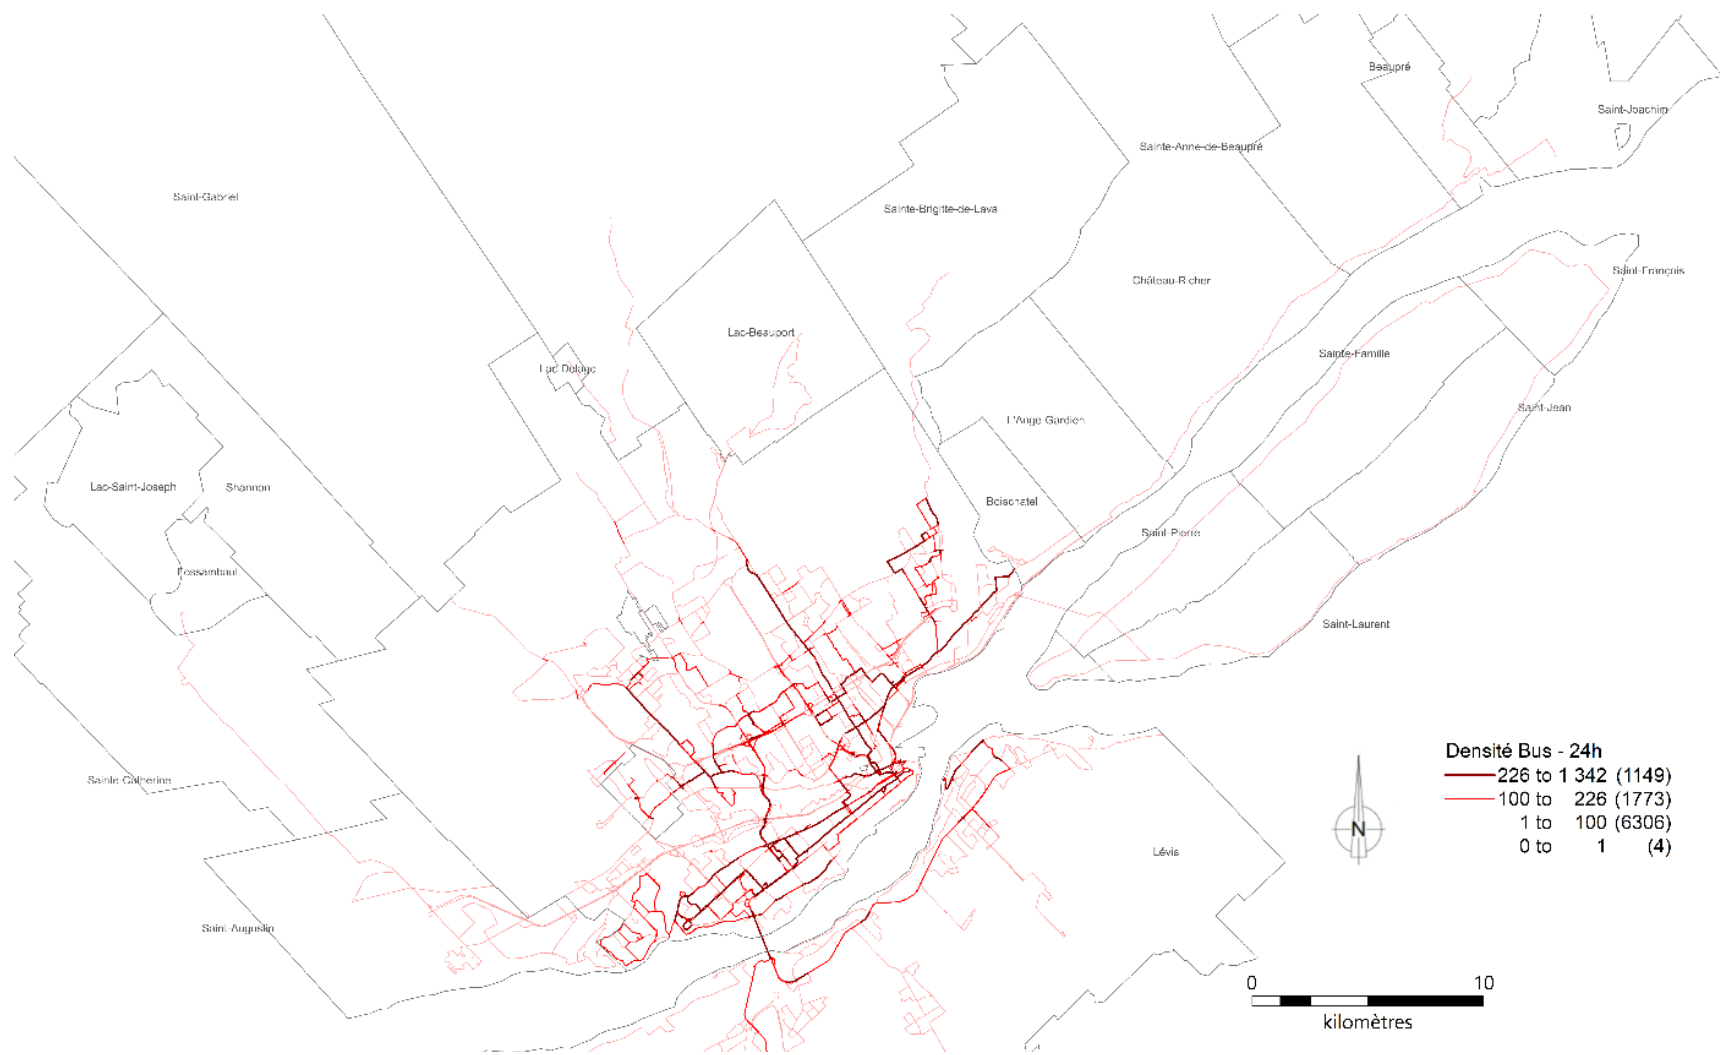 Beaupré
Saint-Joachim
Sainte-Anne-de-Beaupré
Saint-Gabriel
Sainte-Brigitte-de-Lava
Saint-François
Château-Richer
Lac-Beauport
Sainte-Famille
Lac Delage
Saint-Jean
L'Ange Gardien
Lac-Saint-Joseph
Shannon
Boischatel
Saint-Pierre
Fossambaul
Saint-Laurent
Densité Bus - 24h
226 to 1 342 (1149)
100 to 226 (1773)
1 to 100 (6306)
0 to 1 (4)
Sainte-Catherine
N
Lévis
Saint-Augustin
0 10
kilomètres